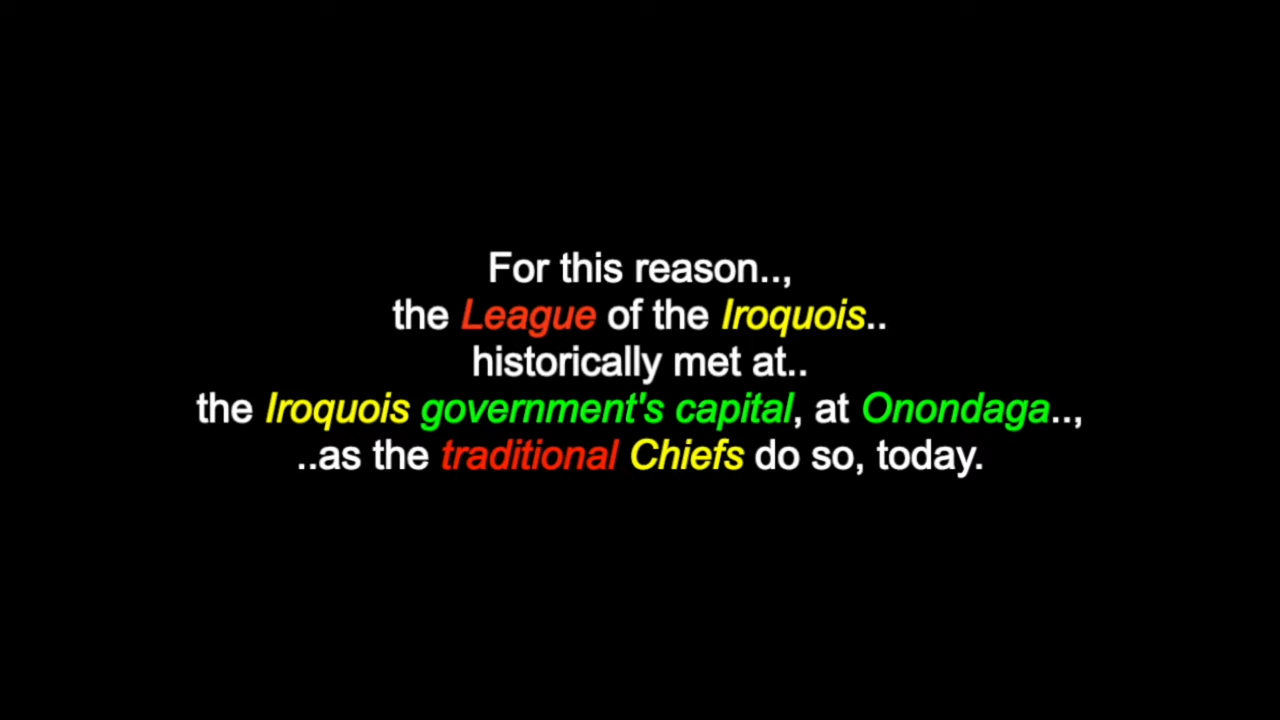 For this reason..,
the League of the Iroquois..
historically met at..
the Iroquois government's capital, at Onondaga..,
..as the traditional Chiefs do so, today.